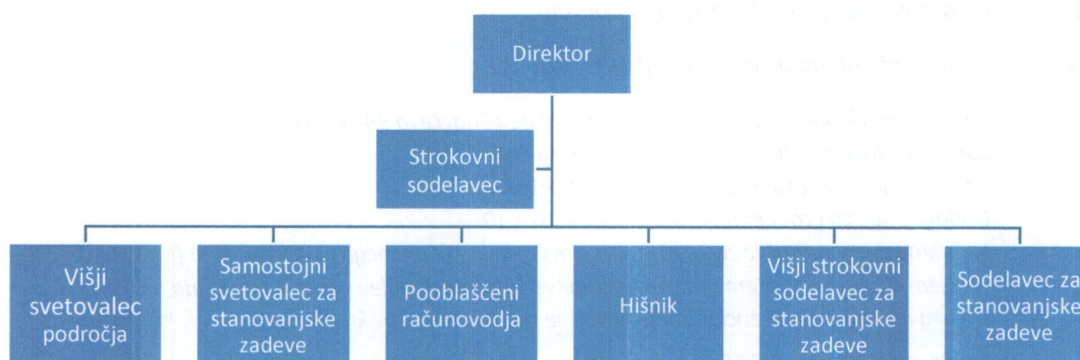 Direktor
Strokovni
sodelavec
Višji
svetovalec
področja
Samostojni
svetovalec za
stanovanjske
zadeve
Pooblaščeni
računovodja
Hišnik
Višji strokovni
sodelavec za
stanovanjske
zadeve
Sodelavec za
stanovanjske
zadeve